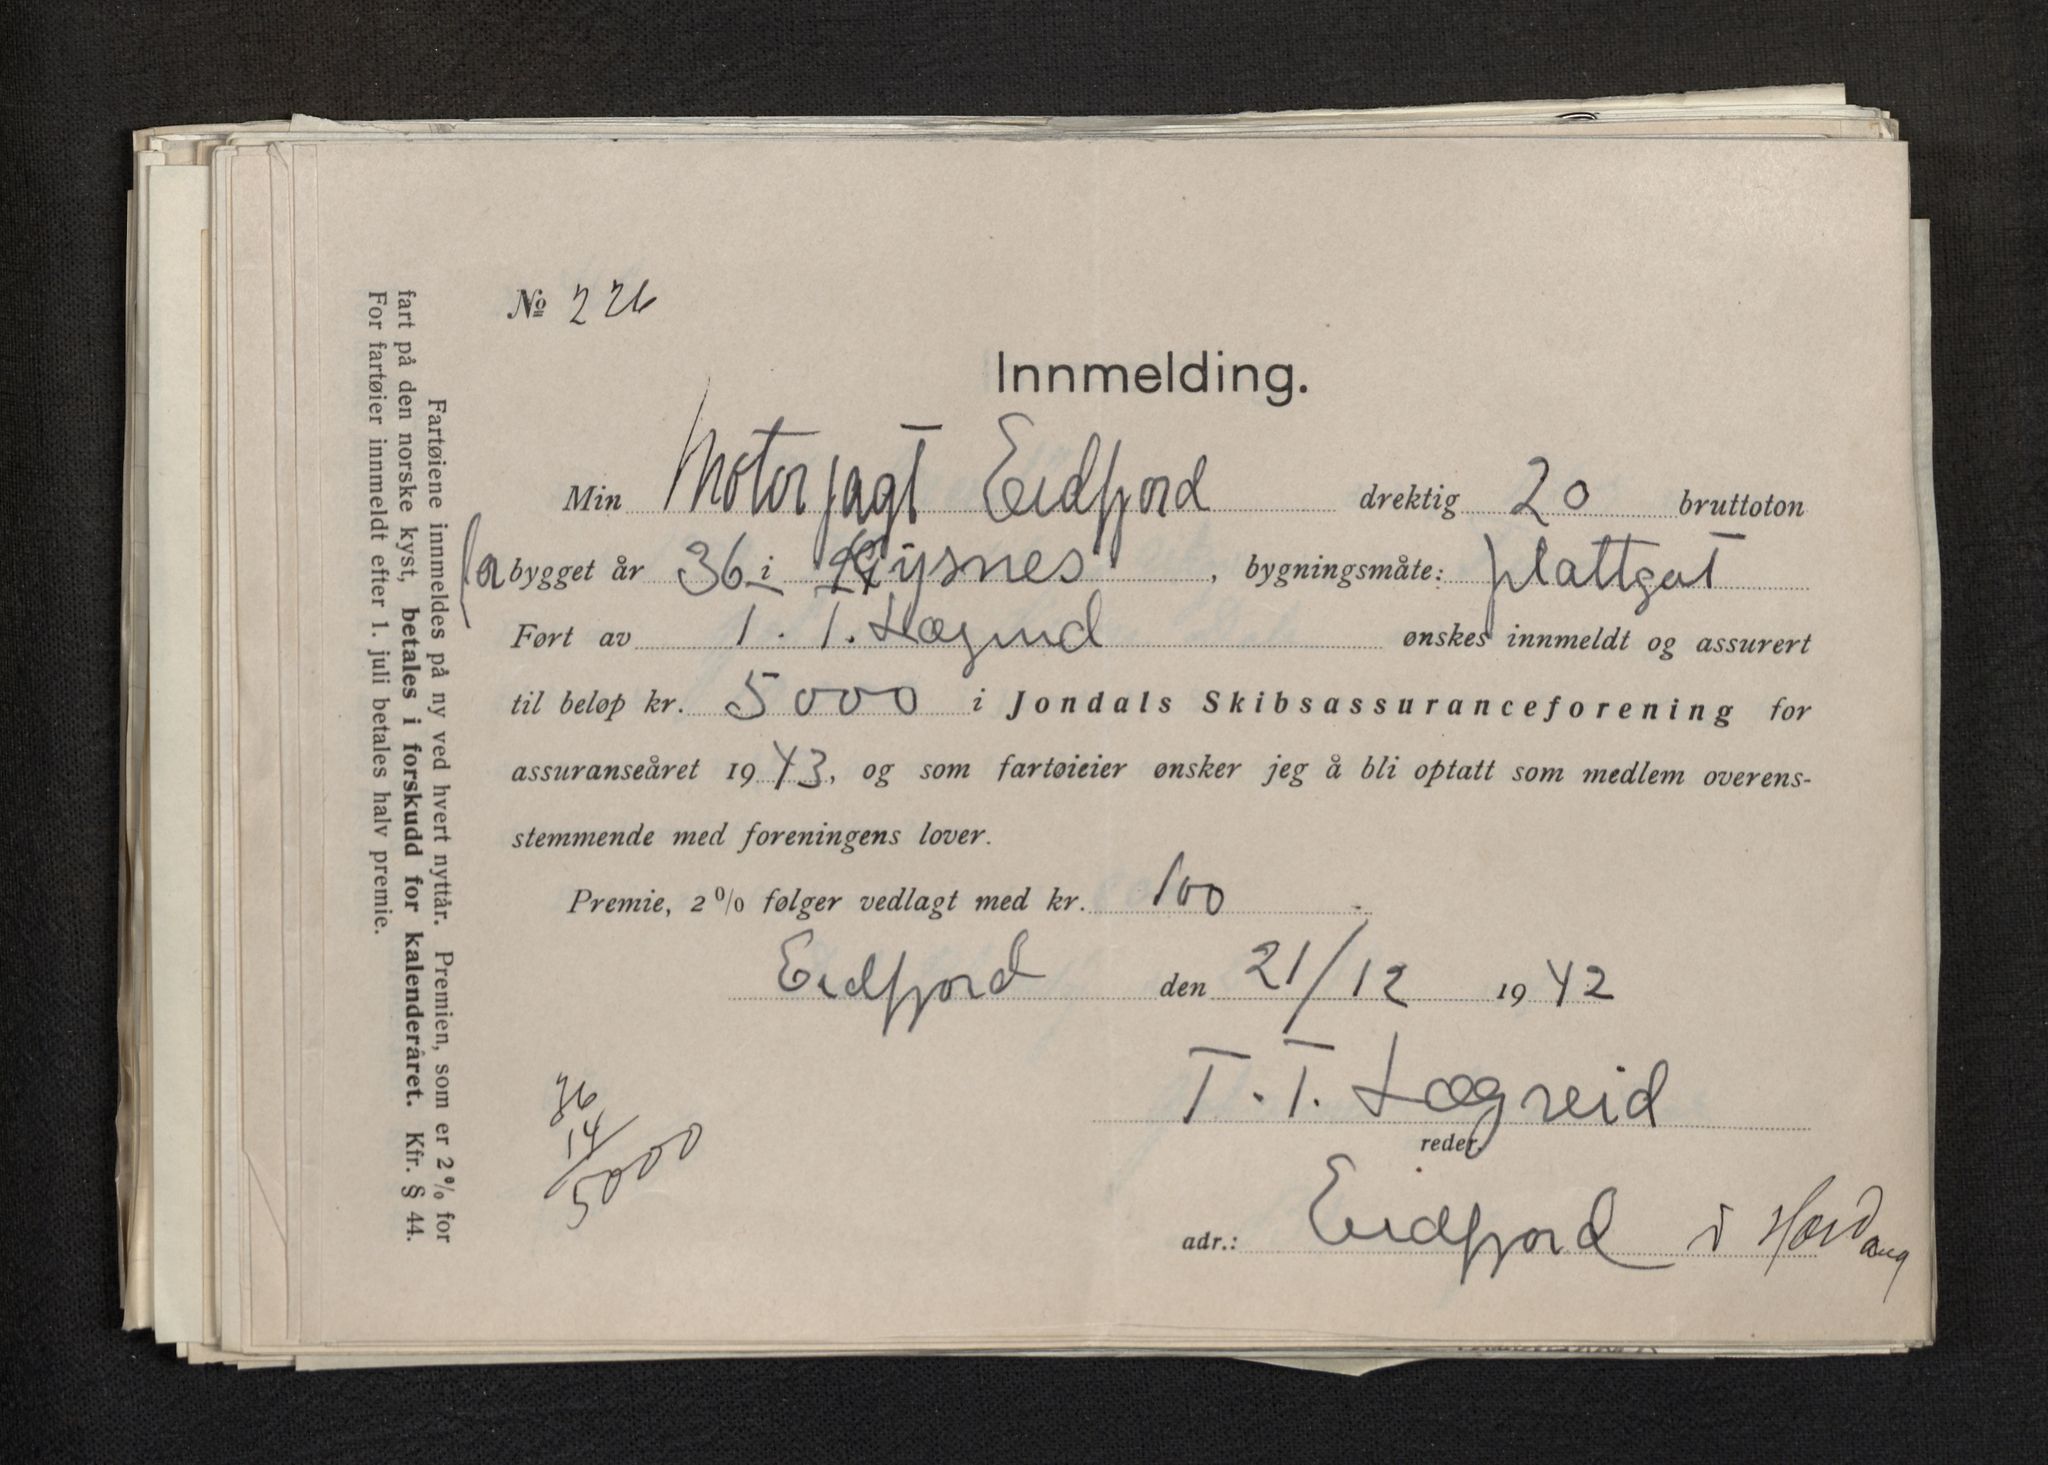 No 226
Innmelding.
Min Motorjagt Eidfjord drektig 20 bruttoton
bygget år 36 i Kysnes, bygningsmåte: plattgat
Ført av T. T. Lægreid ønskes innmeldt og assurert
til beløp kr. 5000 i Jondals Skibsassuranceforening for
assuranseåret 1943, og som fartøieier ønsker jeg å bli optatt som medlem overens-
stemmende med foreningens lover.
Premie, 2 % følger vedlagt med kr. 100
Eidfjord den 21/12 1942
T. T. Lægreid
reder.
adr.: Eidfjord i Hardang
14/5000
Fartøiene innmeldes på ny ved hvert nyttår. Premien, som er 2 % for
fart på den norske kyst, betales i forskudd for kalenderåret. Kfr. § 44.
For fartøier innmeldt efter 1. juli betales halv premie.